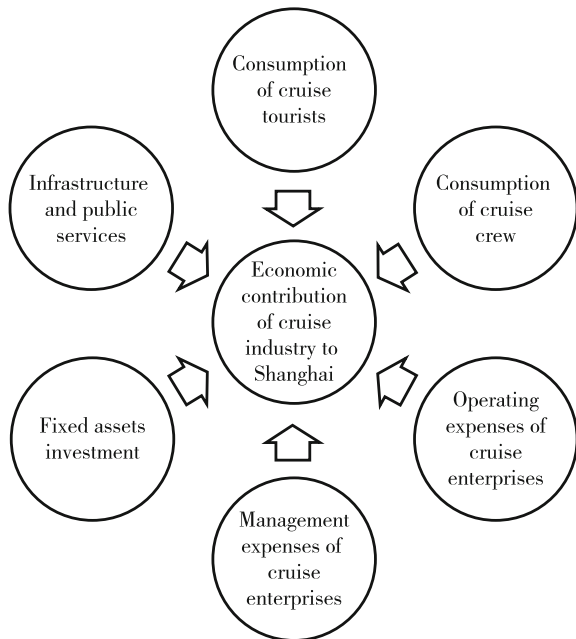 Consumption
of cruise
tourists
Infrastructure
and public
services
Consumption
of cruise
crew
Economic
contribution
of cruise
industry to
Shanghai
Fixed assets
investment
Operating
expenses of
cruise
enterprises
Management
expenses of
cruise
enterprises